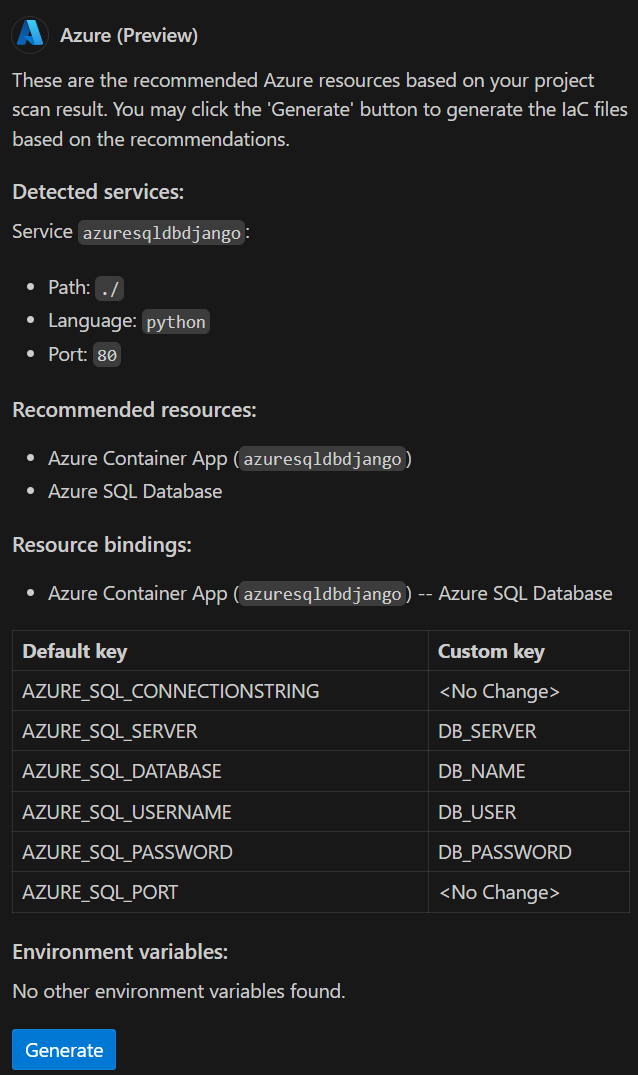 Azure (Preview)
These are the recommended Azure resources based on your project
scan result. You may click the 'Generate' button to generate the IaC files
based on the recommendations.
Detected services:
Service azuresqldbdjango:
• Path: ./
• Language: python
• Port: 80
Recommended resources:
• Azure Container App (azuresqldbdjango)
• Azure SQL Database
Resource bindings:
• Azure Container App (azuresqldbdjango) -- Azure SQL Database
Default key Custom key
AZURE_SQL_CONNECTIONSTRING <No Change>
AZURE_SQL_SERVER DB_SERVER
AZURE_SQL_DATABASE DB_NAME
AZURE_SQL_USERNAME DB_USER
AZURE_SQL_PASSWORD DB_PASSWORD
AZURE_SQL_PORT <No Change>
Environment variables:
No other environment variables found.
Generate